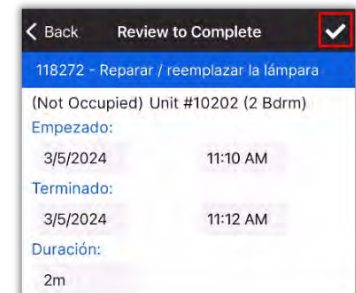 Back Review to Complete
118272 - Reparar / reemplazar la lámpara
(Not Occupied) Unit #10202 (2 Bdrm)
Empezado:
3/5/2024 11:10 AM
Terminado:
3/5/2024 11:12 AM
Duración:
2m